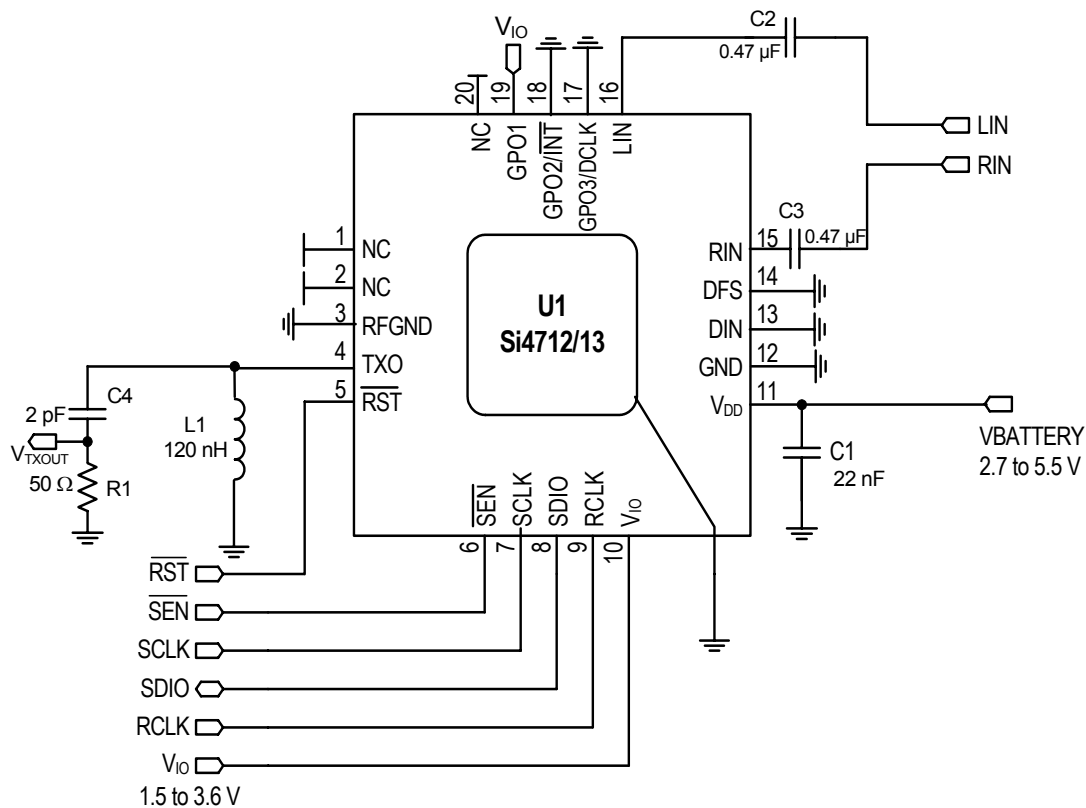 VIO
C2
0.47 µF
20
19
18
17
16
NC
GPO1
GPO2/INT
GPO3/DCLK
LIN
LIN
RIN
C3
0.47 µF
1
NC
2
NC
3
RFGND
4
TXO
5
RST
15
RIN
14
DFS
13
DIN
12
GND
11
VDD
U1
Si4712/13
C4
2 pF
VTXOUT
50 Ω
R1
L1
120 nH
VBATTERY
2.7 to 5.5 V
C1
22 nF
SEN
SCLK
SDIO
RCLK
VIO
6
7
8
9
10
RST
SEN
SCLK
SDIO
RCLK
VIO
1.5 to 3.6 V